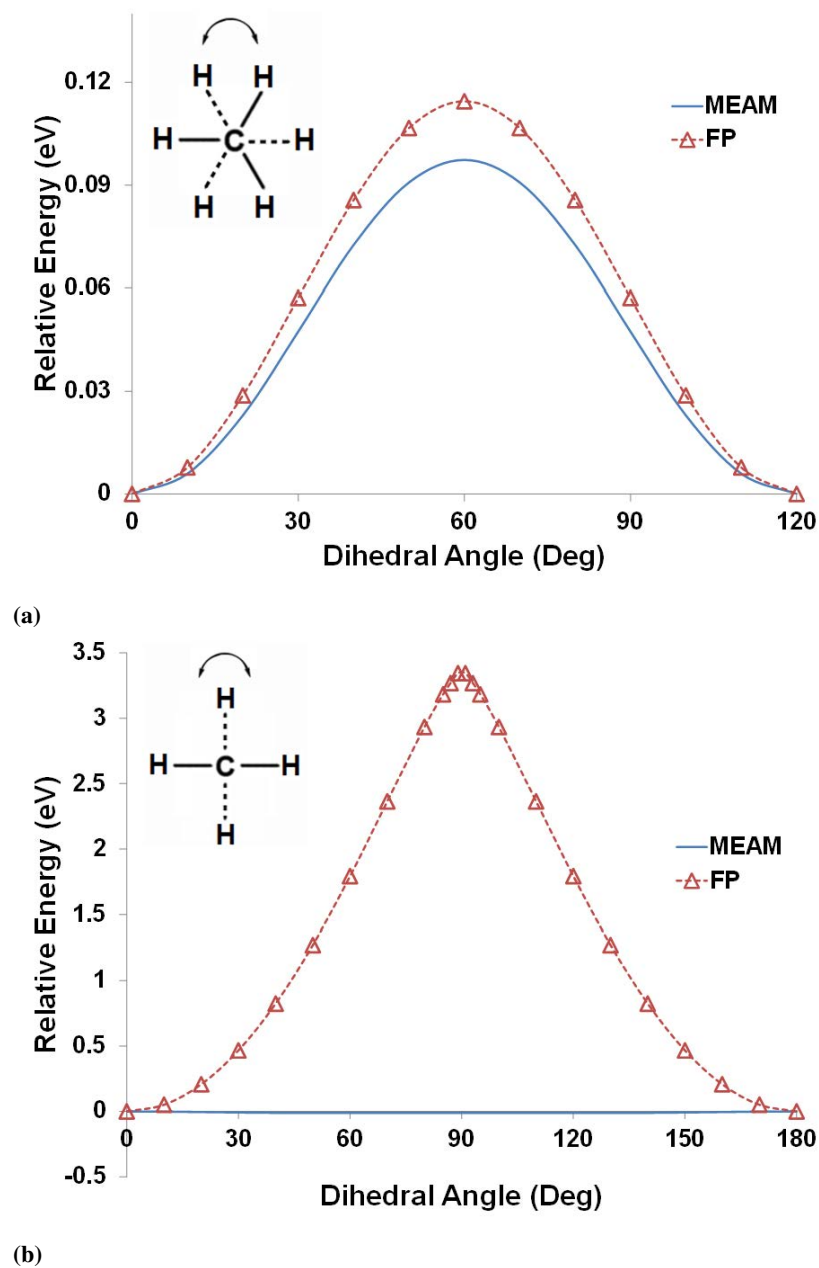 0.12
0.09
0.06
0.03
0
Relative Energy (eV)
H H
H C H
H H
MEAM
FP
0 30 60 90 120
Dihedral Angle (Deg)
(a)
3.5
3
2.5
2
1.5
1
0.5
0
-0.5
Relative Energy (eV)
H
H C H
H
MEAM
FP
0 30 60 90 120 150 180
Dihedral Angle (Deg)
(b)